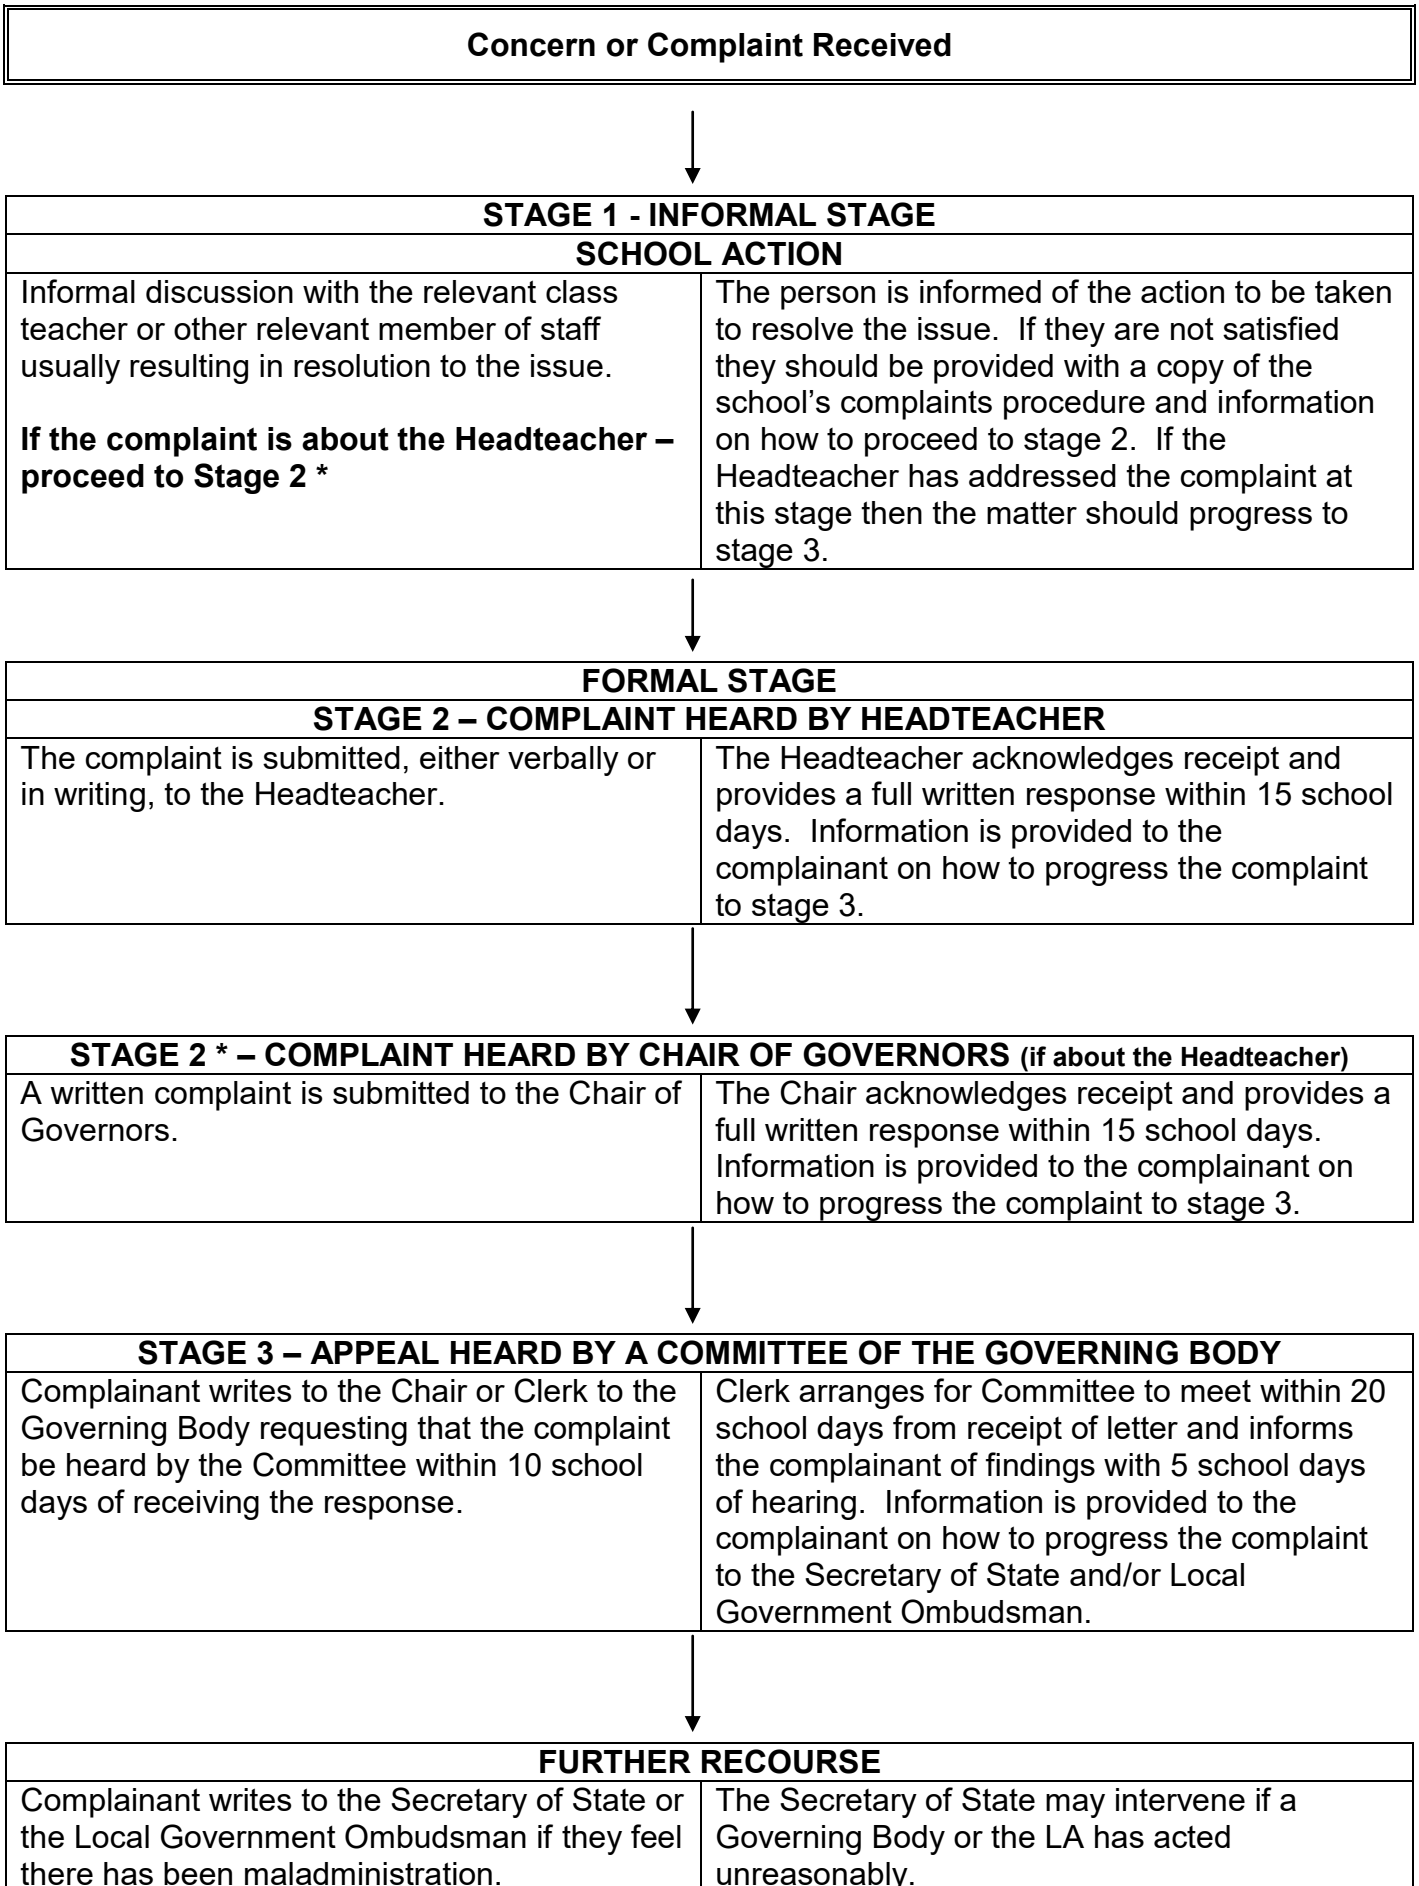 Concern or Complaint Received
STAGE 1 - INFORMAL STAGE
SCHOOL ACTION
Informal discussion with the relevant class
teacher or other relevant member of staff
usually resulting in resolution to the issue.
If the complaint is about the Headteacher –
proceed to Stage 2 *
The person is informed of the action to be taken
to resolve the issue.  If they are not satisfied
they should be provided with a copy of the
school’s complaints procedure and information
on how to proceed to stage 2.  If the
Headteacher has addressed the complaint at
this stage then the matter should progress to
stage 3.
FORMAL STAGE
STAGE 2 – COMPLAINT HEARD BY HEADTEACHER
The complaint is submitted, either verbally or
in writing, to the Headteacher.
The Headteacher acknowledges receipt and
provides a full written response within 15 school
days.  Information is provided to the
complainant on how to progress the complaint
to stage 3.
STAGE 2 * – COMPLAINT HEARD BY CHAIR OF GOVERNORS (if about the Headteacher)
A written complaint is submitted to the Chair of
Governors.
The Chair acknowledges receipt and provides a
full written response within 15 school days.
Information is provided to the complainant on
how to progress the complaint to stage 3.
STAGE 3 – APPEAL HEARD BY A COMMITTEE OF THE GOVERNING BODY
Complainant writes to the Chair or Clerk to the
Governing Body requesting that the complaint
be heard by the Committee within 10 school
days of receiving the response.
Clerk arranges for Committee to meet within 20
school days from receipt of letter and informs
the complainant of findings with 5 school days
of hearing.  Information is provided to the
complainant on how to progress the complaint
to the Secretary of State and/or Local
Government Ombudsman.
FURTHER RECOURSE
Complainant writes to the Secretary of State or
the Local Government Ombudsman if they feel
there has been maladministration.
The Secretary of State may intervene if a
Governing Body or the LA has acted
unreasonably.